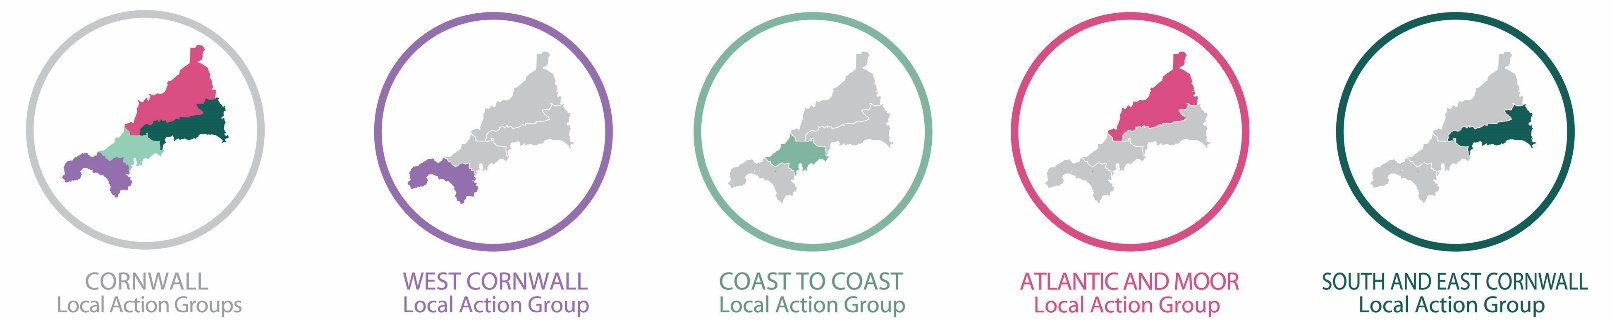 CORNWALL
Local Action Groups
WEST CORNWALL
Local Action Group
COAST TO COAST
Local Action Group
ATLANTIC AND MOOR
Local Action Group
SOUTH AND EAST CORNWALL
Local Action Group